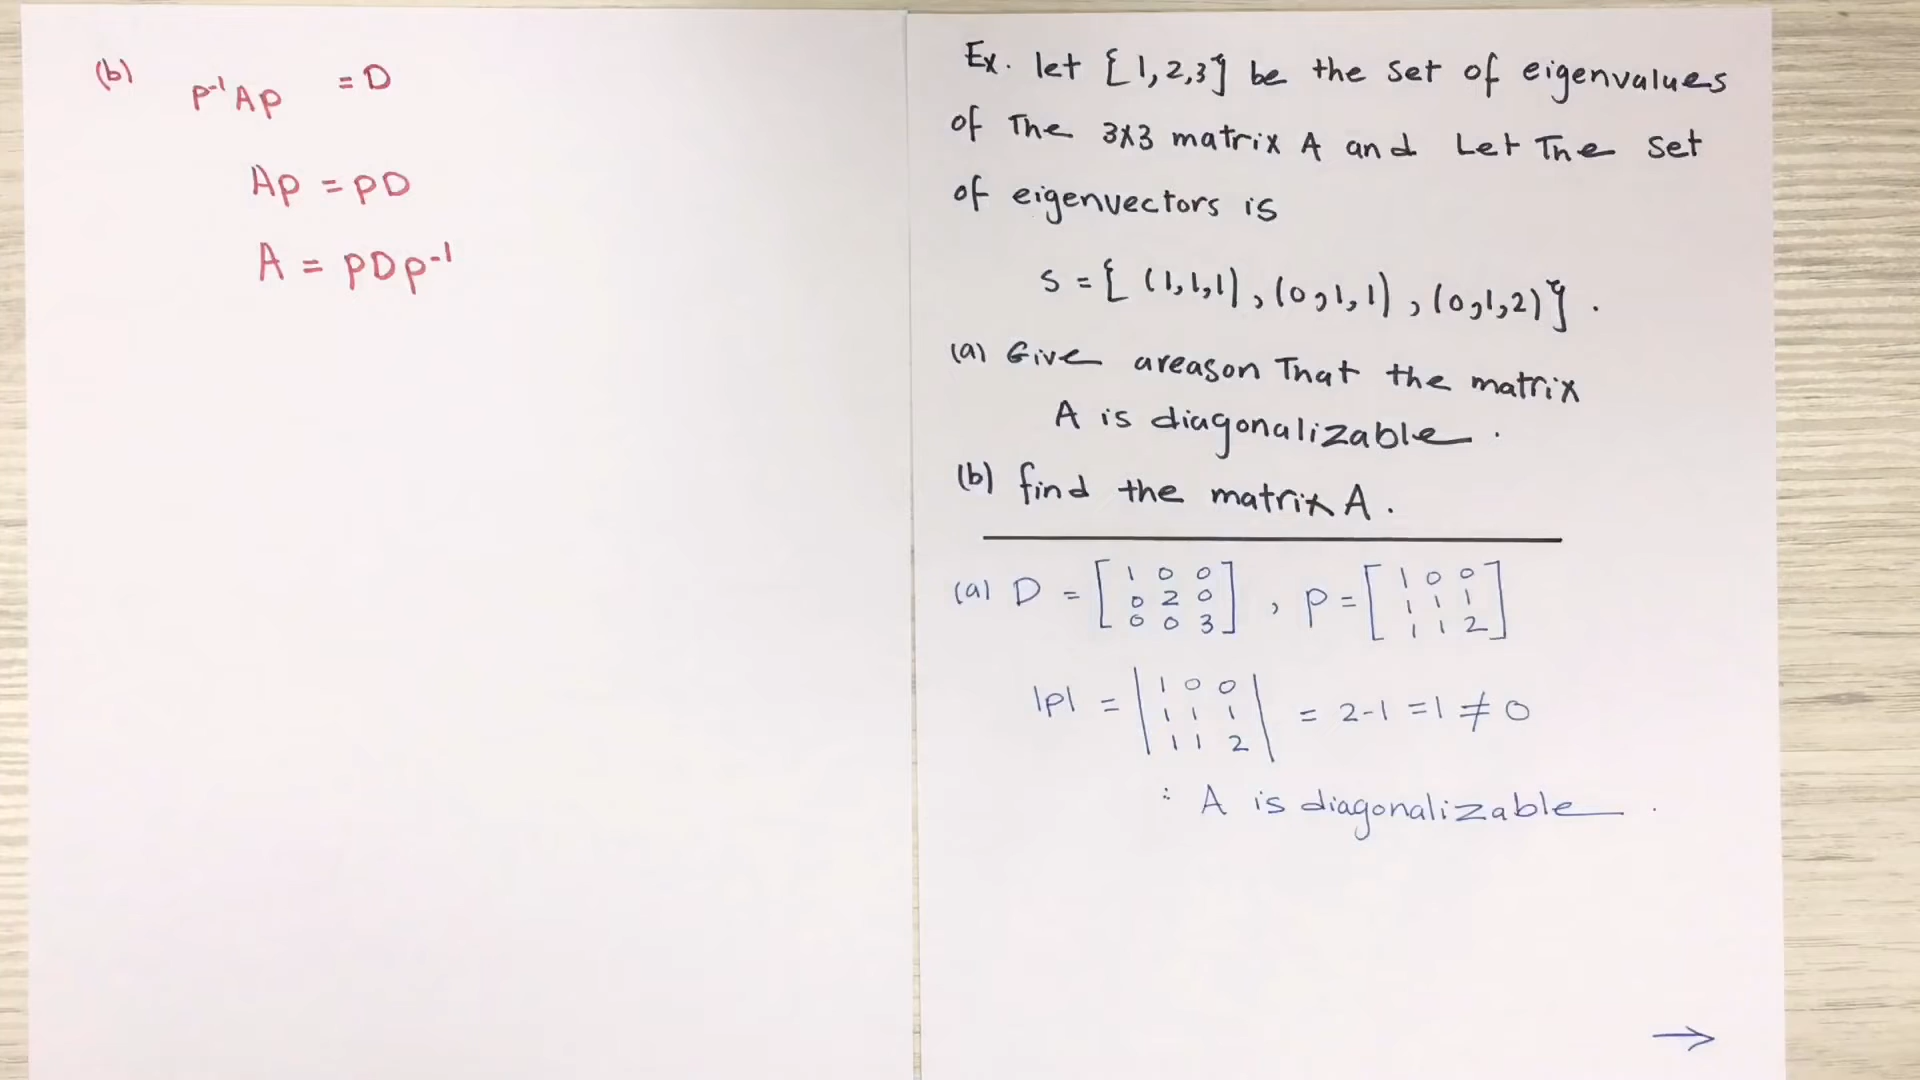 (b) p⁻¹Ap = D
Ap = pD
A = pDp⁻¹
Ex. let {1,2,3} be the set of eigenvalues
of The 3x3 matrix A and Let The set
of eigenvectors is
S = { (1,1,1), (0,1,1), (0,1,2) } .
(a) Give a reason That the matrix
A is diagonalizable .
(b) find the matrix A .
(a) D = [1 0 0 , p = [1 0 0
0 2 0 1 1 1
0 0 3] 1 1 2]
|p| = |1 0 0
1 1 1 = 2-1 = 1 ≠ 0
1 1 2|
: A is diagonalizable .
→